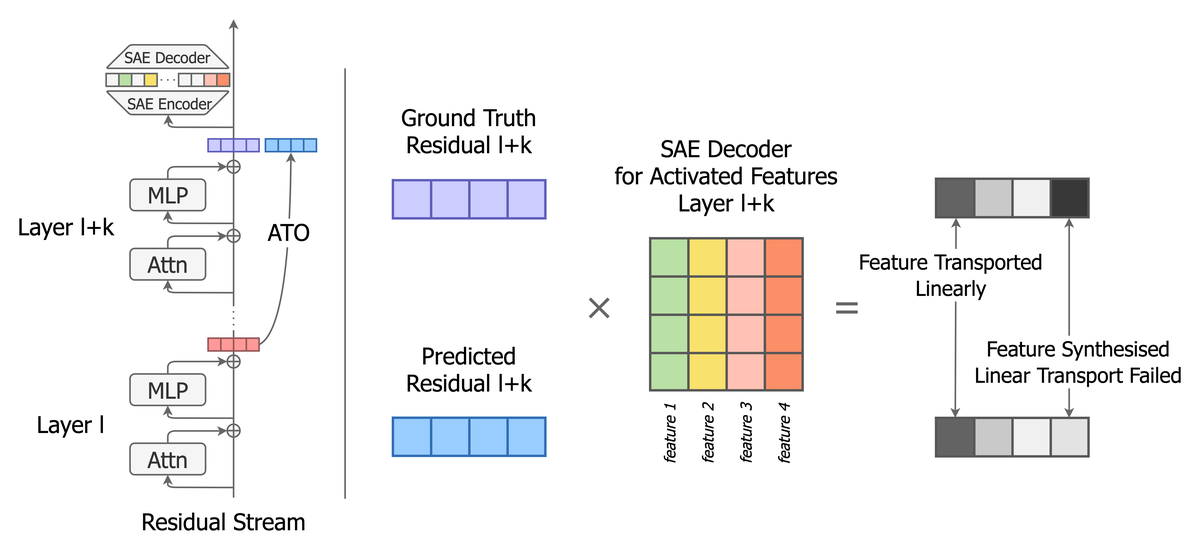 SAE Decoder
SAE Encoder
MLP
Layer l+k
Attn
ATO
MLP
Layer l
Attn
Residual Stream
Ground Truth
Residual l+k
Predicted
Residual l+k
×
SAE Decoder
for Activated Features
Layer l+k
feature 1
feature 2
feature 3
feature 4
=
Feature Transported
Linearly
Feature Synthesised
Linear Transport Failed